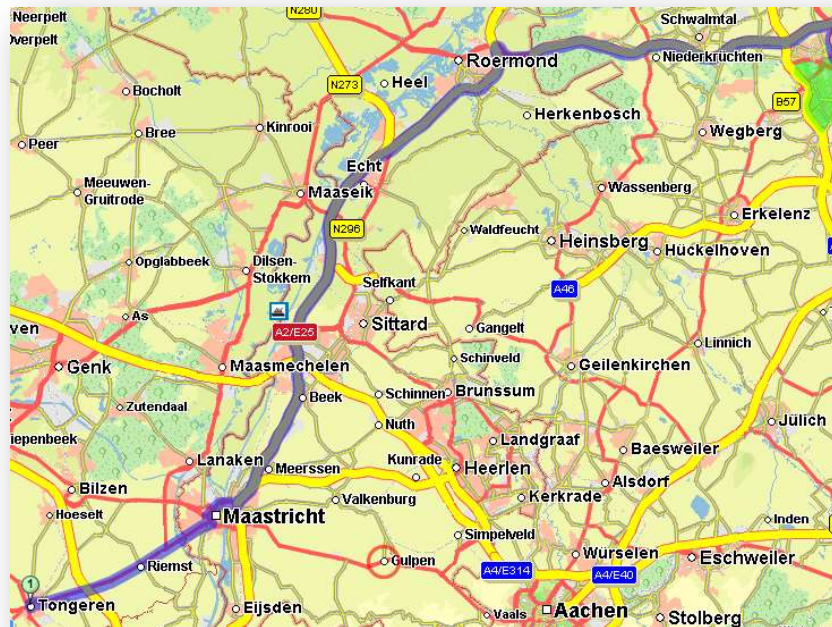 N280
Neerpelt
Overpelt
Schwalmtal
Roermond
Niederkrüchten
Heel
N273
Bocholt
B57
Herkenbosch
Bree
Kinrooi
Wegberg
Peer
Echt
Meeuwen-
Gruitrode
Maaseik
Wassenberg
Erkelenz
N296
Waldfeucht
Heinsberg
Hückelhoven
Opglabbeek
Dilsen-
Stokkem
Selfkant
A46
As
A2/E25
Sittard
Gangelt
Linnich
Genk
Maasmechelen
Schinveld
Geilenkirchen
Beek
Schinnen
Brunssum
Zutendaal
Nuth
Jülich
Landgraaf
Baesweiler
Lanaken
Meerssen
Kunrade
Heerlen
Alsdorf
Bilzen
Valkenburg
Kerkrade
Hoeselt
Maastricht
Inden
Simpelveld
Würselen
Eschweiler
Gulpen
Riemst
A4/E314
A4/E40
1
Tongeren
Eijsden
Vaals
Aachen
Stolberg